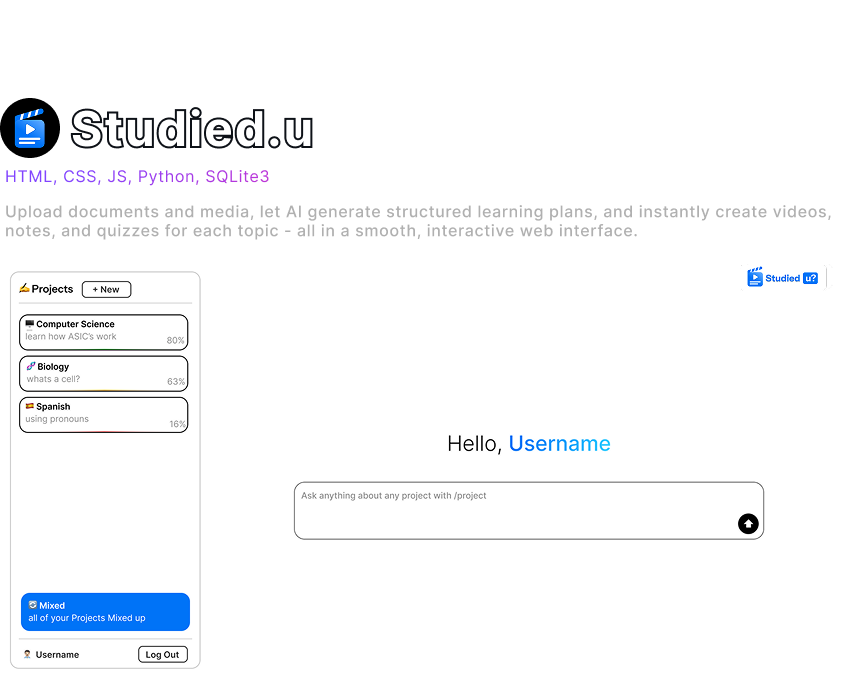 Studied.u
HTML, CSS, JS, Python, SQLite3
Upload documents and media, let AI generate structured learning plans, and instantly create videos,
notes, and quizzes for each topic - all in a smooth, interactive web interface.
Projects
+ New
Computer Science
learn how ASIC's work
80%
Biology
whats a cell?
63%
Spanish
using pronouns
16%
Mixed
all of your Projects Mixed up
Username
Log Out
Studied u?
Hello, Username
Ask anything about any project with /project